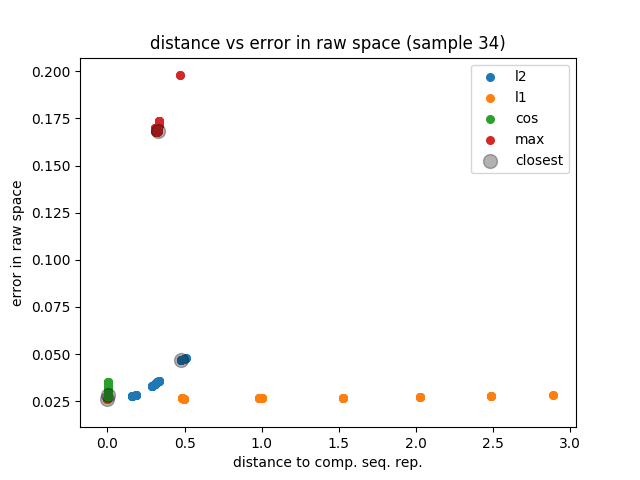 distance vs error in raw space (sample 34)
0.200
0.175
0.150
0.125
0.100
0.075
0.050
0.025
error in raw space
l2
l1
cos
max
closest
0.0
0.5
1.0
1.5
2.0
2.5
3.0
distance to comp. seq. rep.